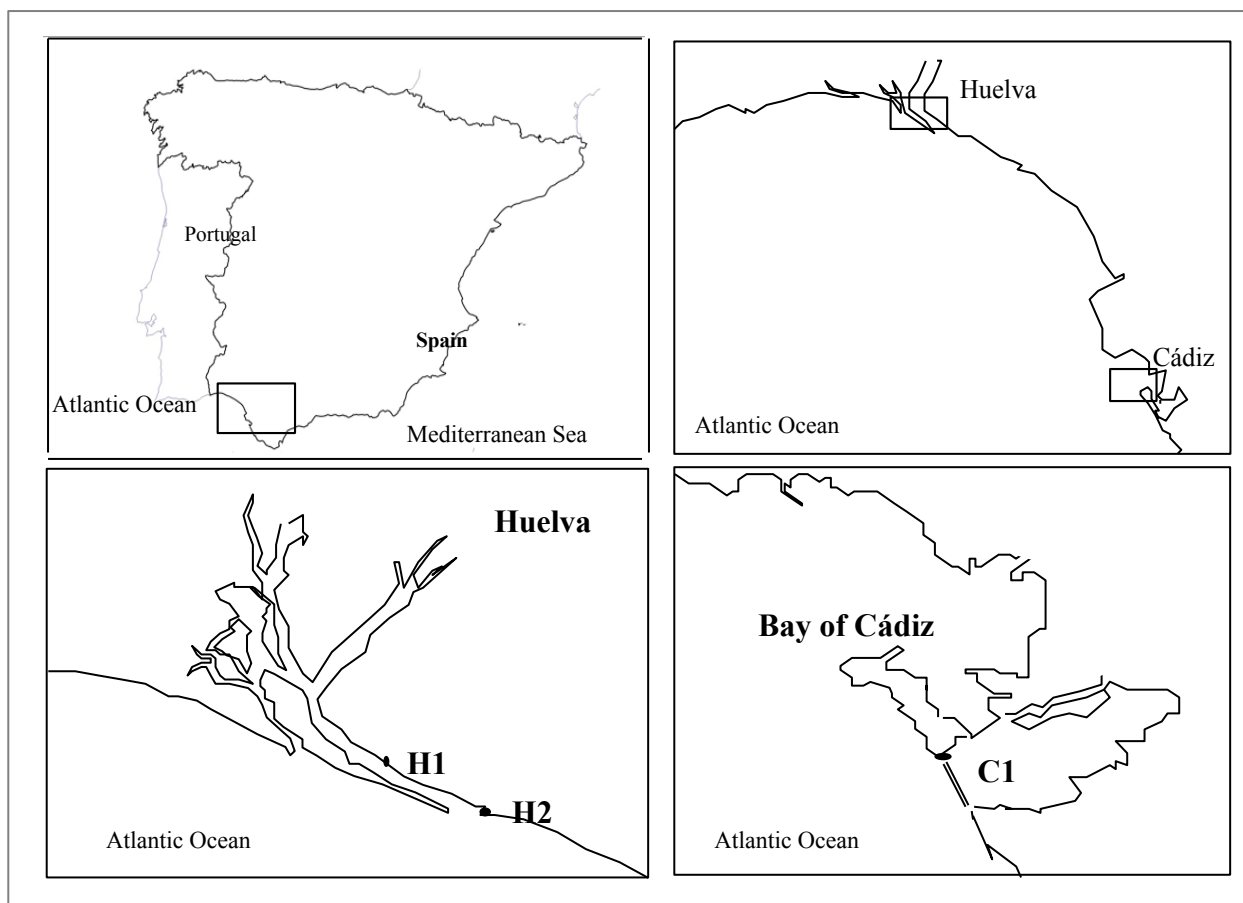 Portugal
Spain
Atlantic Ocean
Mediterranean Sea
Huelva
Cádiz
Atlantic Ocean
Huelva
H1
H2
Atlantic Ocean
Bay of Cádiz
C1
Atlantic Ocean